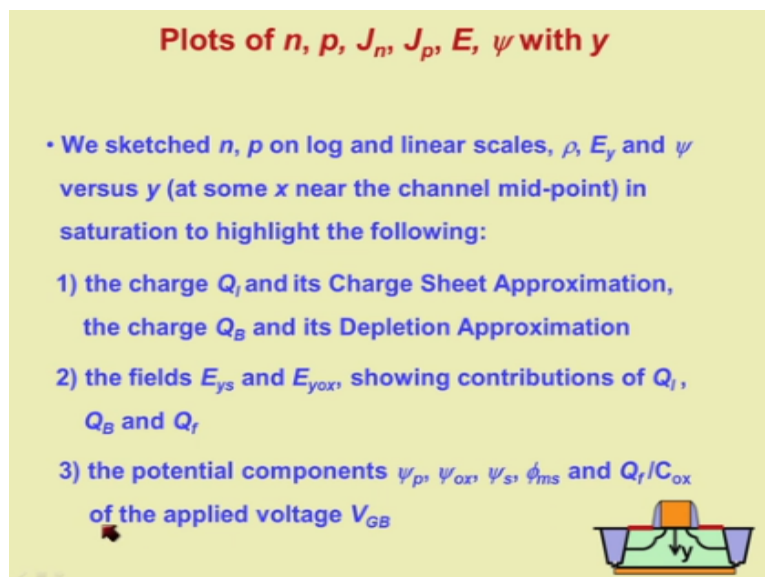 Plots of n, p, Jn, Jp, E, ψ with y
• We sketched n, p on log and linear scales, ρ, Ey and ψ
versus y (at some x near the channel mid-point) in
saturation to highlight the following:
1) the charge QI and its Charge Sheet Approximation,
the charge QB and its Depletion Approximation
2) the fields Eys and Eyox, showing contributions of QI ,
QB and Qf
3) the potential components ψp, ψox, ψs, ϕms and Qf/Cox
of the applied voltage VGB
y